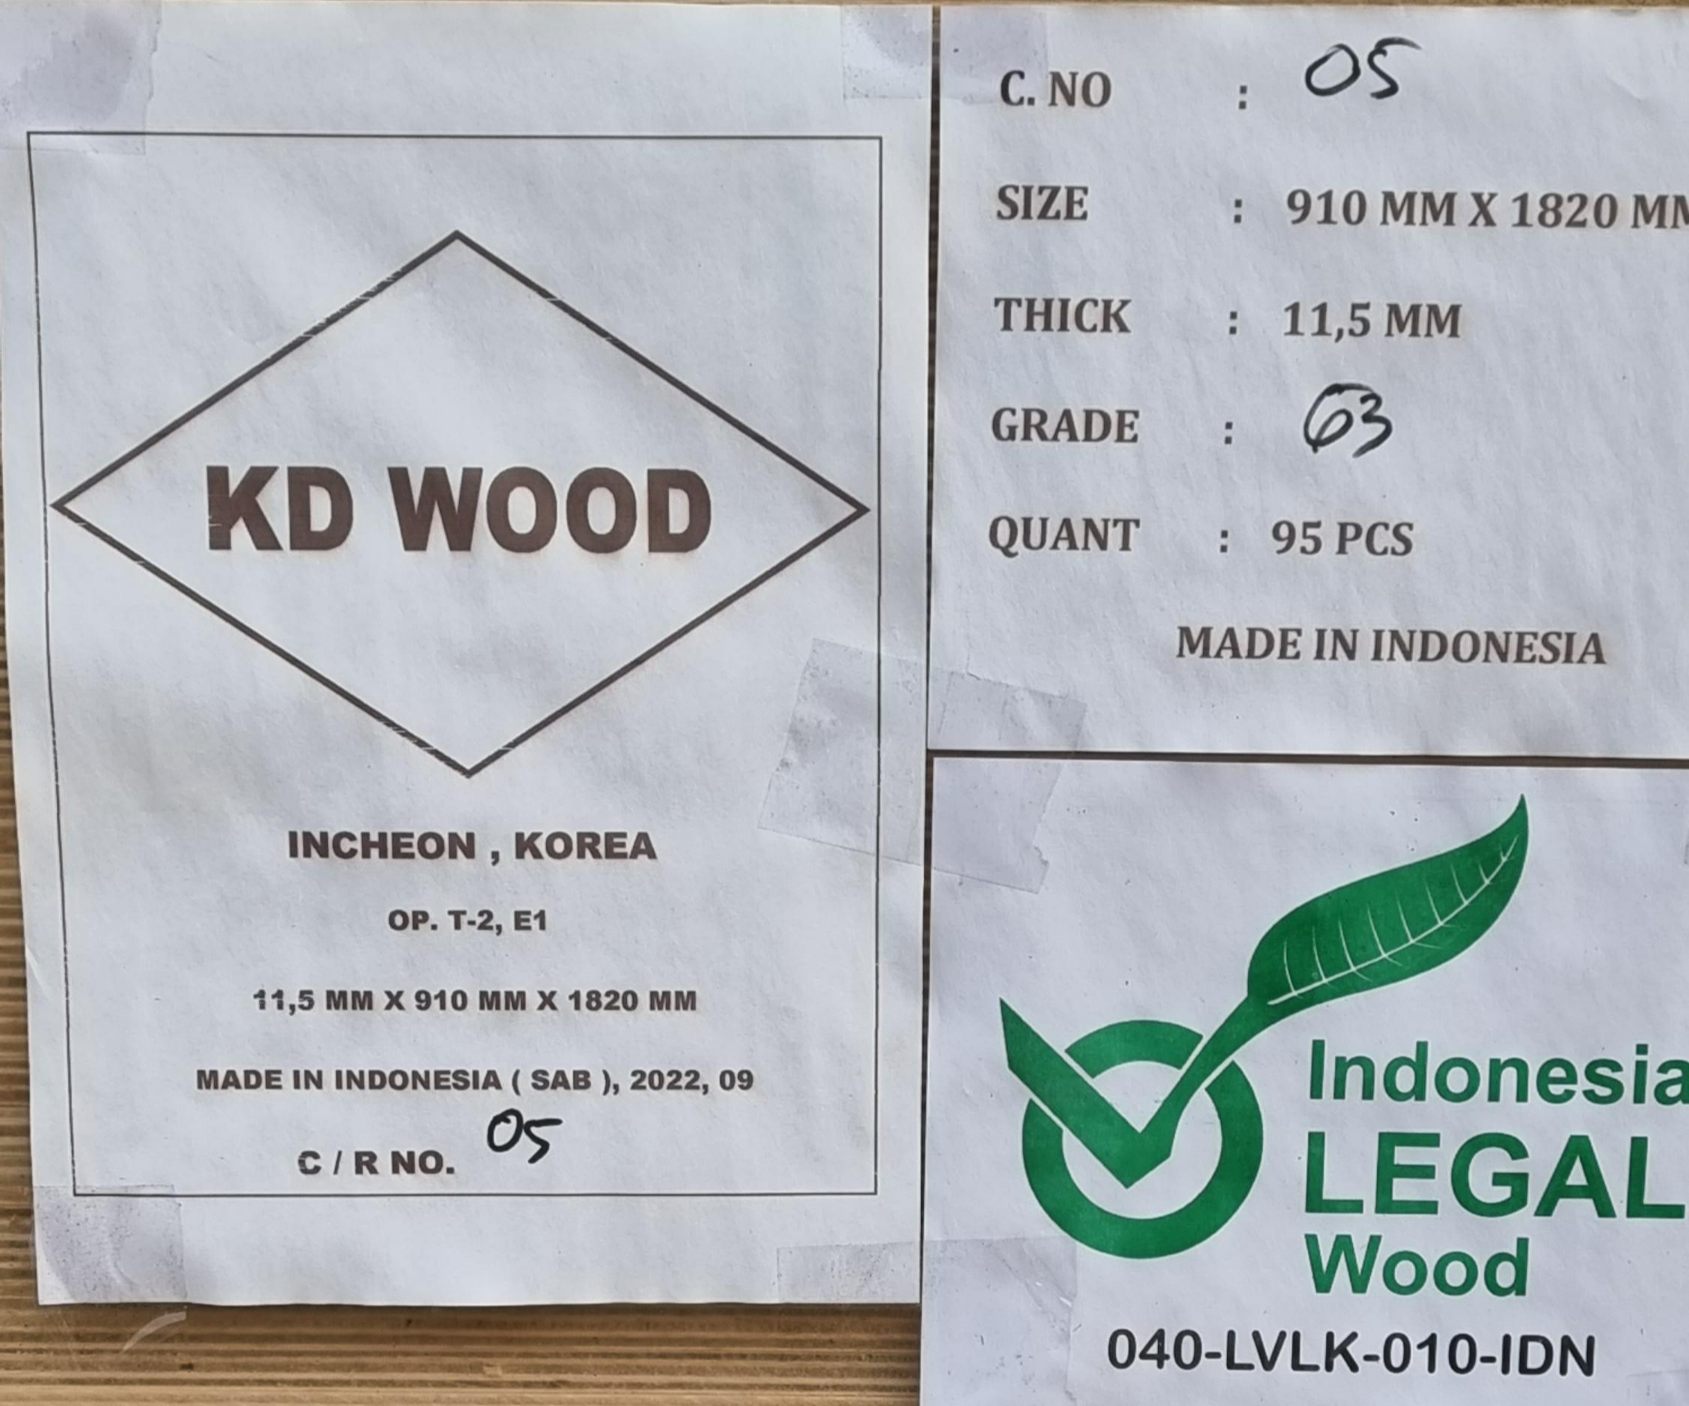 KD WOOD
INCHEON , KOREA
OP. T-2, E1
11,5 MM X 910 MM X 1820 MM
MADE IN INDONESIA ( SAB ), 2022, 09
C / R NO. 05
C. NO : 05
SIZE : 910 MM X 1820 MM
THICK : 11,5 MM
GRADE : G3
QUANT : 95 PCS
MADE IN INDONESIA
Indonesia
LEGAL
Wood
040-LVLK-010-IDN